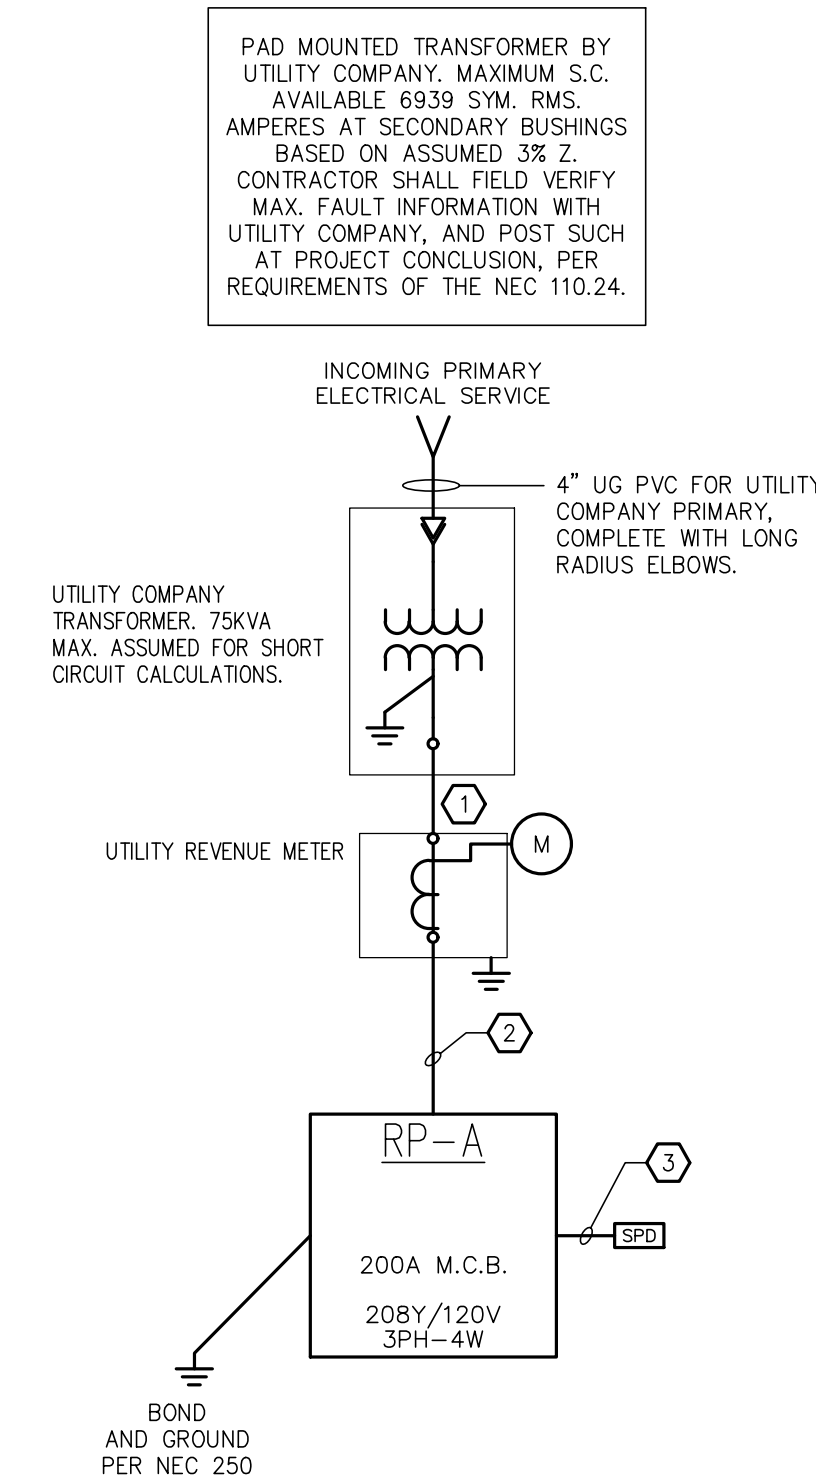 PAD MOUNTED TRANSFORMER BY
UTILITY COMPANY. MAXIMUM S.C.
AVAILABLE 6939 SYM. RMS.
AMPERES AT SECONDARY BUSHINGS
BASED ON ASSUMED 3% Z.
CONTRACTOR SHALL FIELD VERIFY
MAX. FAULT INFORMATION WITH
UTILITY COMPANY, AND POST SUCH
AT PROJECT CONCLUSION, PER
REQUIREMENTS OF THE NEC 110.24.
INCOMING PRIMARY
ELECTRICAL SERVICE
4" UG PVC FOR UTILITY
COMPANY PRIMARY,
COMPLETE WITH LONG
RADIUS ELBOWS.
UTILITY COMPANY
TRANSFORMER. 75KVA
MAX. ASSUMED FOR SHORT
CIRCUIT CALCULATIONS.
1
UTILITY REVENUE METER
M
2
RP-A
3
SPD
200A M.C.B.
208Y/120V
3PH-4W
BOND
AND GROUND
PER NEC 250